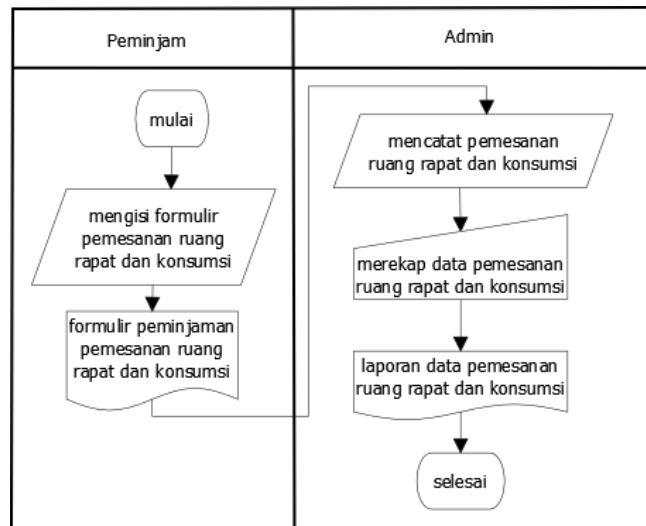 Peminjam
Admin
mulai
mengisi formulir
pemesanan ruang
rapat dan konsumsi
formulir peminjaman
pemesanan ruang
rapat dan konsumsi
mencatat pemesanan
ruang rapat dan konsumsi
merekap data pemesanan
ruang rapat dan konsumsi
laporan data pemesanan
ruang rapat dan konsumsi
selesai